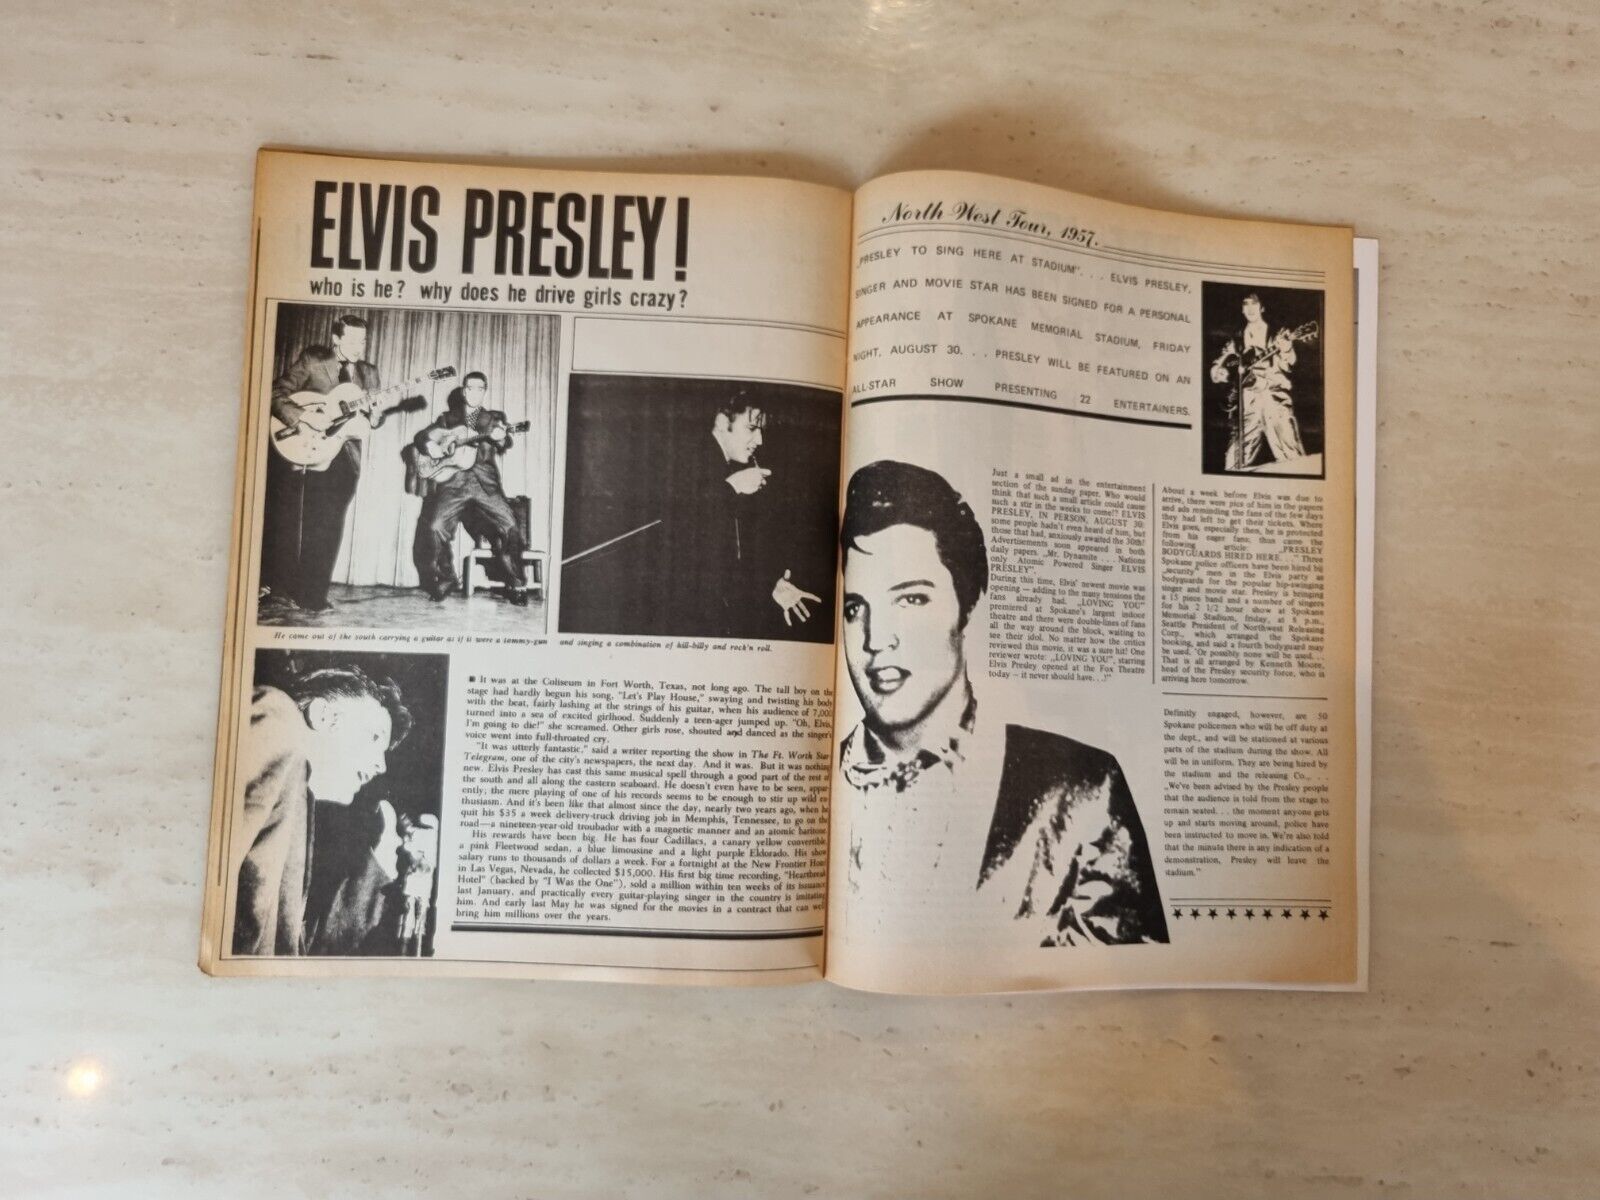 ELVIS PRESLEY!
who is he? why does he drive girls crazy?
He came out of the south carrying a guitar as if it were a tommy-gun
and singing a combination of hill-billy and rock'n roll.
■ It was at the Coliseum in Fort Worth, Texas, not long ago. The tall boy on the
stage had hardly begun his song, "Let's Play House," swaying and twisting his body
with the beat, fairly lashing at the strings of his guitar, when his audience of 7,000
turned into a sea of excited girlhood. Suddenly a teen-ager jumped up. "Oh, Elvis,
I'm going to die!" she screamed. Other girls rose, shouted and danced as the singer's
voice went into full-throated cry.
"It was utterly fantastic," said a writer reporting the show in The Ft. Worth Star
Telegram, one of the city's newspapers, the next day. And it was. But it was nothing
new. Elvis Presley has cast this same musical spell through a good part of the rest of
the south and all along the eastern seaboard. He doesn't even have to be seen, appar-
ently; the mere playing of one of his records seems to be enough to stir up wild en-
thusiasm. And it's been like that almost since the day, nearly two years ago, when he
quit his $35 a week delivery-truck driving job in Memphis, Tennessee, to go on the
road—a nineteen-year-old troubador with a magnetic manner and an atomic baritone.
His rewards have been big. He has four Cadillacs, a canary yellow convertible,
a pink Fleetwood sedan, a blue limousine and a light purple Eldorado. His show
salary runs to thousands of dollars a week. For a fortnight at the New Frontier Hotel
in Las Vegas, Nevada, he collected $15,000. His first big time recording, "Heartbreak
Hotel" (backed by "I Was the One"), sold a million within ten weeks of its issuance
last January, and practically every guitar-playing singer in the country is imitating
him. And early last May he was signed for the movies in a contract that can well
bring him millions over the years.
North-West Tour, 1957.
„PRESLEY TO SING HERE AT STADIUM". . . ELVIS PRESLEY,
SINGER AND MOVIE STAR HAS BEEN SIGNED FOR A PERSONAL
APPEARANCE AT SPOKANE MEMORIAL STADIUM, FRIDAY
NIGHT, AUGUST 30. . . PRESLEY WILL BE FEATURED ON AN
ALL-STAR SHOW PRESENTING 22 ENTERTAINERS.
Just a small ad in the entertainment
section of the sunday paper. Who would
think that such a small article could cause
such a stir in the weeks to come!? ELVIS
PRESLEY, IN PERSON, AUGUST 30:
some people hadn't even heard of him, but
those that had, anxiously awaited the 30th!
Advertisements soon appeared in both
daily papers. „Mr. Dynamite . . . Nations
only Atomic Powered Singer ELVIS
PRESLEY".
During this time, Elvis' newest movie was
opening — adding to the many tensions the
fans already had. „LOVING YOU"
premiered at Spokane's largest indoor
theatre and there were double-lines of fans
all the way around the block, waiting to
see their idol. No matter how the critics
reviewed this movie, it was a sure hit! One
reviewer wrote: „LOVING YOU", starring
Elvis Presley opened at the Fox Theatre
today — it never should have. . .!"
About a week before Elvis was due to
arrive, there were pics of him in the papers
and ads reminding the fans of the few days
they had left to get their tickets. Where
Elvis goes, especially then, he is protected
from his eager fans, thus came the
following article: „PRESLEY
BODYGUARDS HIRED HERE. . ." Three
Spokane police officers have been hired by
„security" men in the Elvis party as
bodyguards for the popular hip-swinging
singer and movie star. Presley is bringing
a 15 piece band and a number of singers
for his 2 1/2 hour show at Spokane
Memorial Stadium, friday, at 8 p.m.,
Seattle President of Northwest Releasing
Corp., which arranged the Spokane
booking, and said a fourth bodyguard may
be used. 'Or possibly none will be used. . .
That is all arranged by Kenneth Moore,
head of the Presley security force, who is
arriving here tomorrow.
Definitly engaged, however, are 50
Spokane policemen who will be off duty at
the dept., and will be stationed at various
parts of the stadium during the show. All
will be in uniform. They are being hired by
the stadium and the releasing Co., . .
„We've been advised by the Presley people
that the audience is told from the stage to
remain seated. . . the moment anyone gets
up and starts moving around, police have
been instructed to move in. We're also told
that the minute there is any indication of a
demonstration, Presley will leave the
stadium."